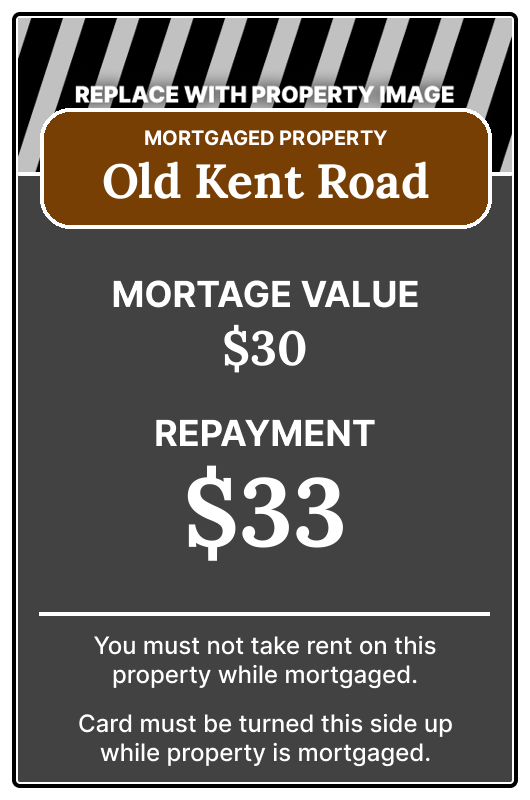 REPLACE WITH PROPERTY IMAGE
MORTGAGED PROPERTY
Old Kent Road
MORTAGE VALUE
$30
REPAYMENT
$33
You must not take rent on this
property while mortgaged.
Card must be turned this side up
while property is mortgaged.